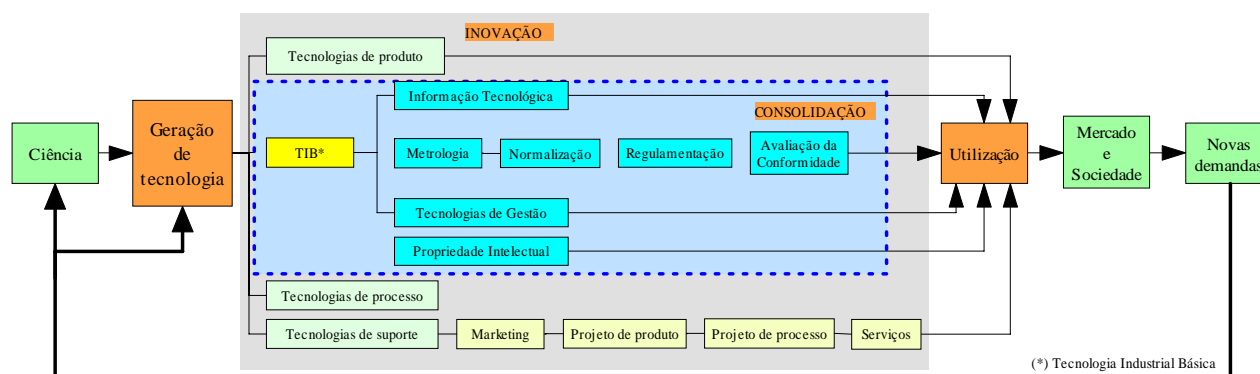 INOVAÇÃO
Tecnologias de produto
Informação Tecnológica
CONSOLIDAÇÃO
Ciência
Geração
de
tecnologia
TIB*
Metrologia
Normalização
Regulamentação
Avaliação da
Conformidade
Utilização
Mercado
e
Sociedade
Novas
demandas
Tecnologias de Gestão
Propriedade Intelectual
Tecnologias de processo
Tecnologias de suporte
Marketing
Projeto de produto
Projeto de processo
Serviços
(*) Tecnologia Industrial Básica